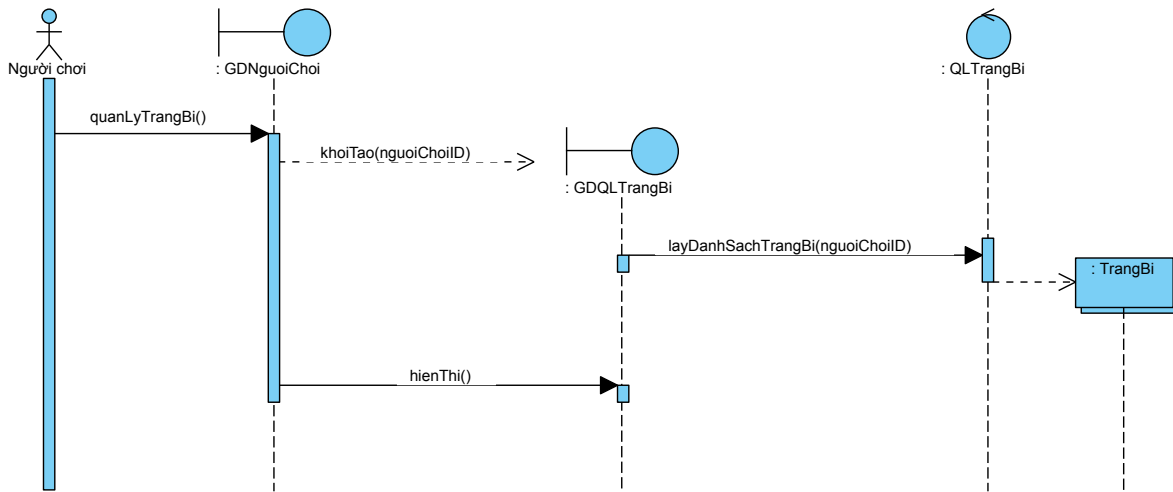 Người chơi
: GDNguoiChoi
: QLTrangBi
quanLyTrangBi()
khoiTao(nguoiChoiID)
: GDQLTrangBi
layDanhSachTrangBi(nguoiChoiID)
: TrangBi
hienThi()